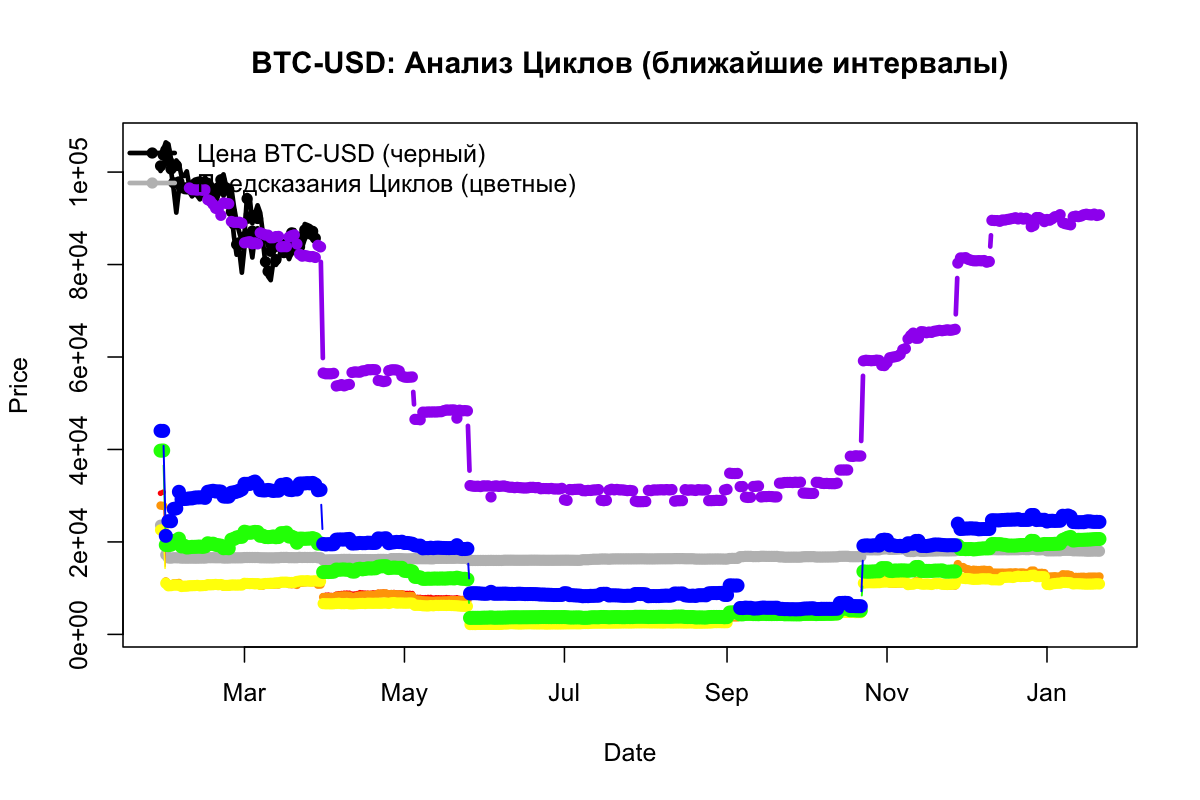 BTC-USD: Анализ Циклов (ближайшие интервалы)
Цена BTC-USD (черный)
Предсказания Циклов (цветные)
Price
1e+05
8e+04
6e+04
4e+04
2e+04
0e+00
Mar May Jul Sep Nov Jan
Date